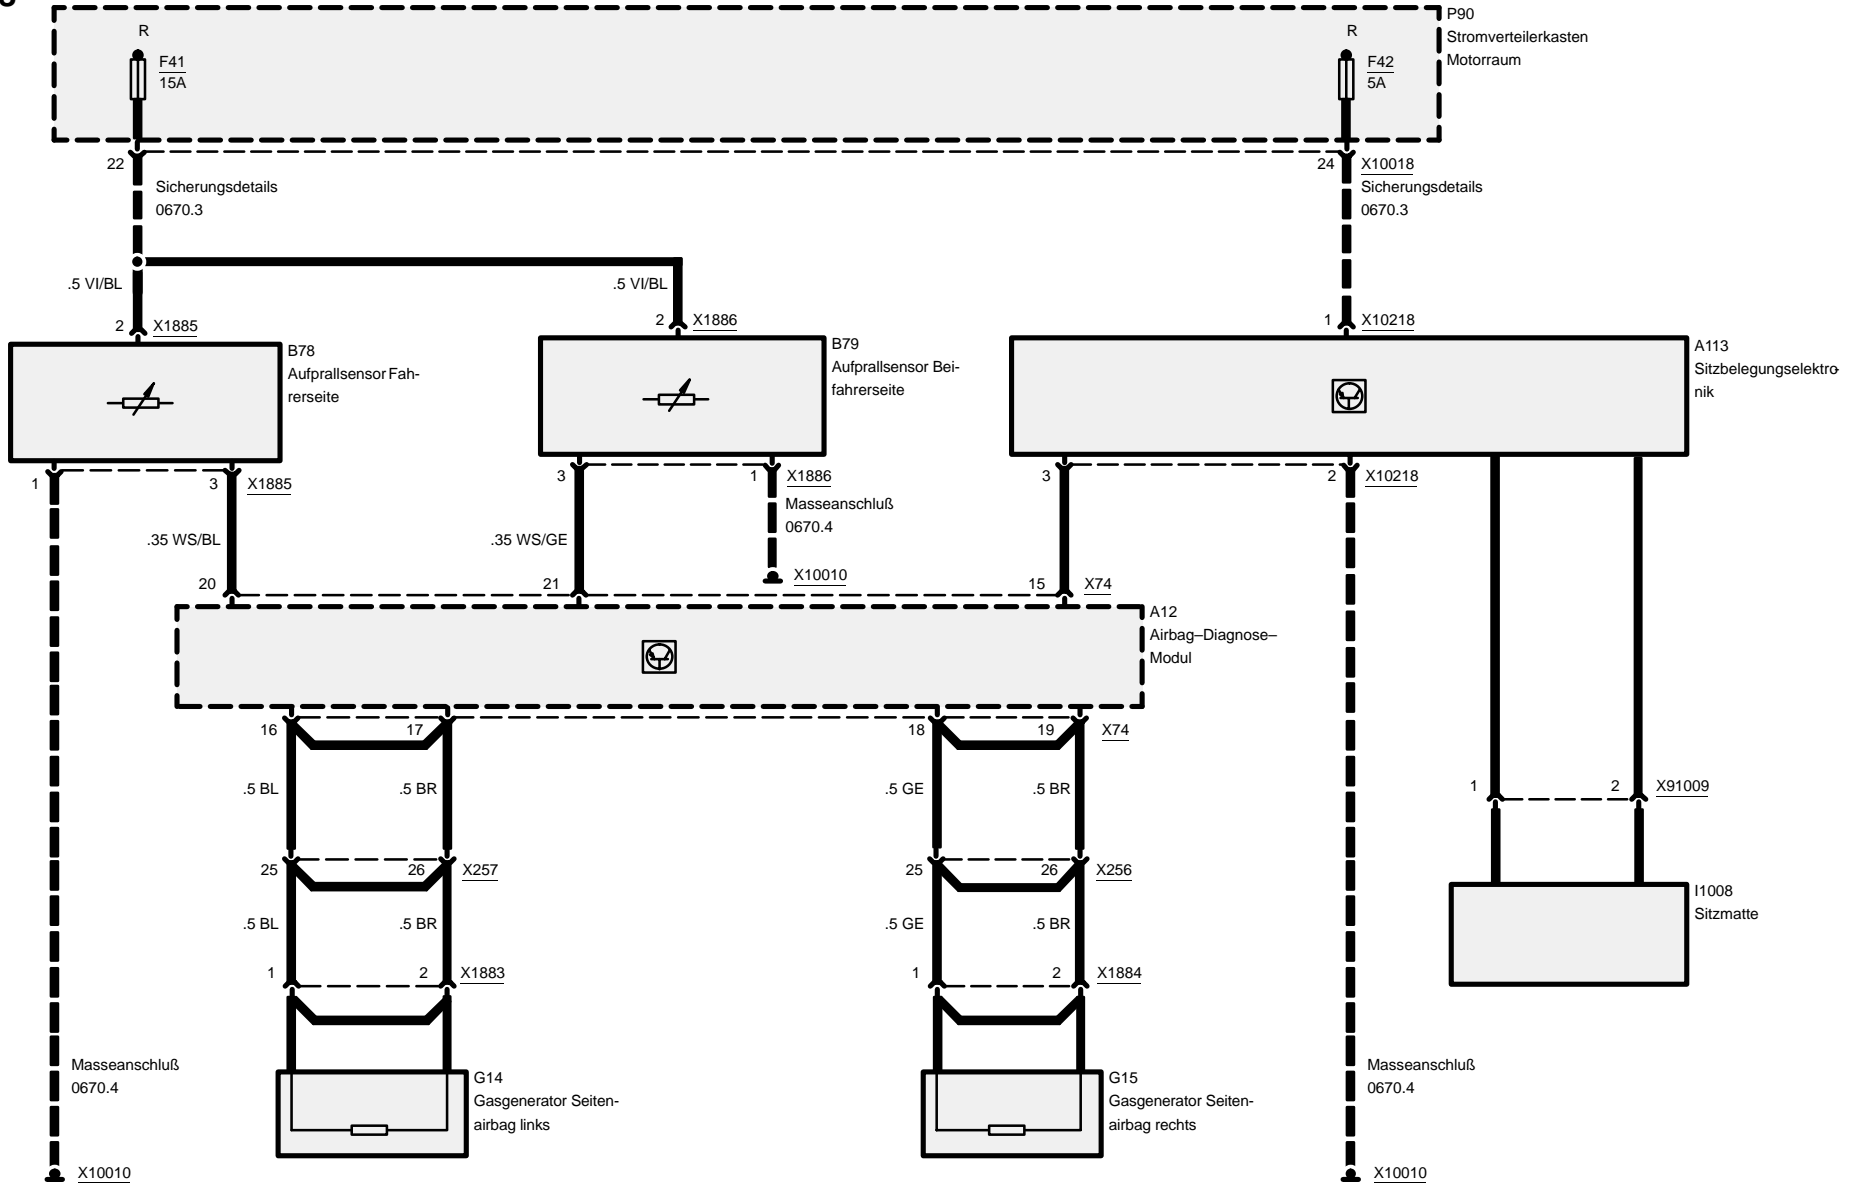 R
F41
15A
R
F42
5A
P90
Stromverteilerkasten
Motorraum
22
24
X10018
Sicherungsdetails
0670.3
Sicherungsdetails
0670.3
.5 VI/BL
.5 VI/BL
2
X1885
2
X1886
1
X10218
B78
Aufprallsensor Fah-
rerseite
B79
Aufprallsensor Bei-
fahrerseite
A113
Sitzbelegungselektro-
nik
1
3
X1885
3
1
X1886
3
2
X10218
Masseanschluß
0670.4
.35 WS/BL
.35 WS/GE
X10010
20
21
15
X74
A12
Airbag–Diagnose–
Modul
16
17
18
19
X74
.5 BL
.5 BR
.5 GE
.5 BR
1
2
X91009
25
26
X257
25
26
X256
I1008
Sitzmatte
.5 BL
.5 BR
.5 GE
.5 BR
1
2
X1883
1
2
X1884
Masseanschluß
0670.4
G14
Gasgenerator Seiten-
airbag links
G15
Gasgenerator Seiten-
airbag rechts
Masseanschluß
0670.4
X10010
X10010